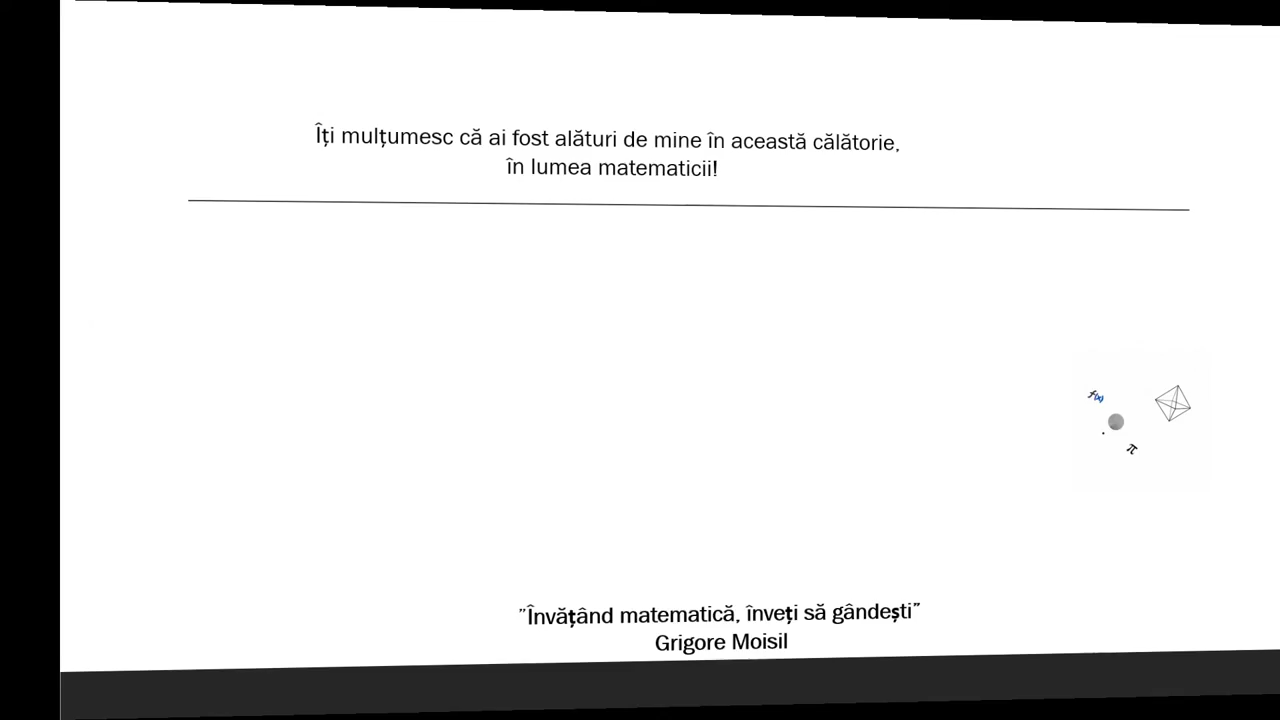 Îți mulțumesc că ai fost alături de mine în această călătorie,
în lumea matematicii!
f(x)
π
”Învățând matematică, înveți să gândești”
Grigore Moisil